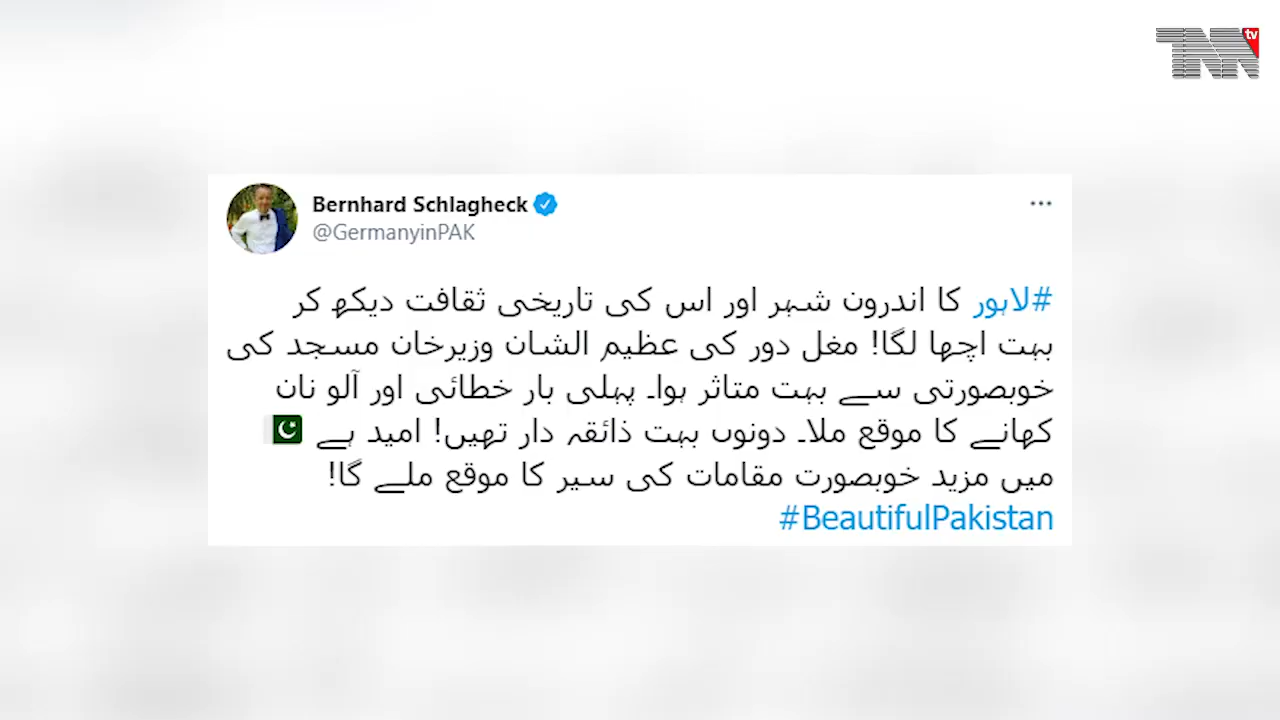 TNN tv
Bernhard Schlagheck
@GermanyinPAK
#لاہور کا اندرون شہر اور اس کی تاریخی ثقافت دیکھ کر
بہت اچھا لگا! مغل دور کی عظیم الشان وزیرخان مسجد کی
خوبصورتی سے بہت متاثر ہوا۔ پہلی بار خطائی اور آلو نان
کھانے کا موقع ملا۔ دونوں بہت ذائقہ دار تھیں! امید ہے 🇵🇰
میں مزید خوبصورت مقامات کی سیر کا موقع ملے گا!
#BeautifulPakistan